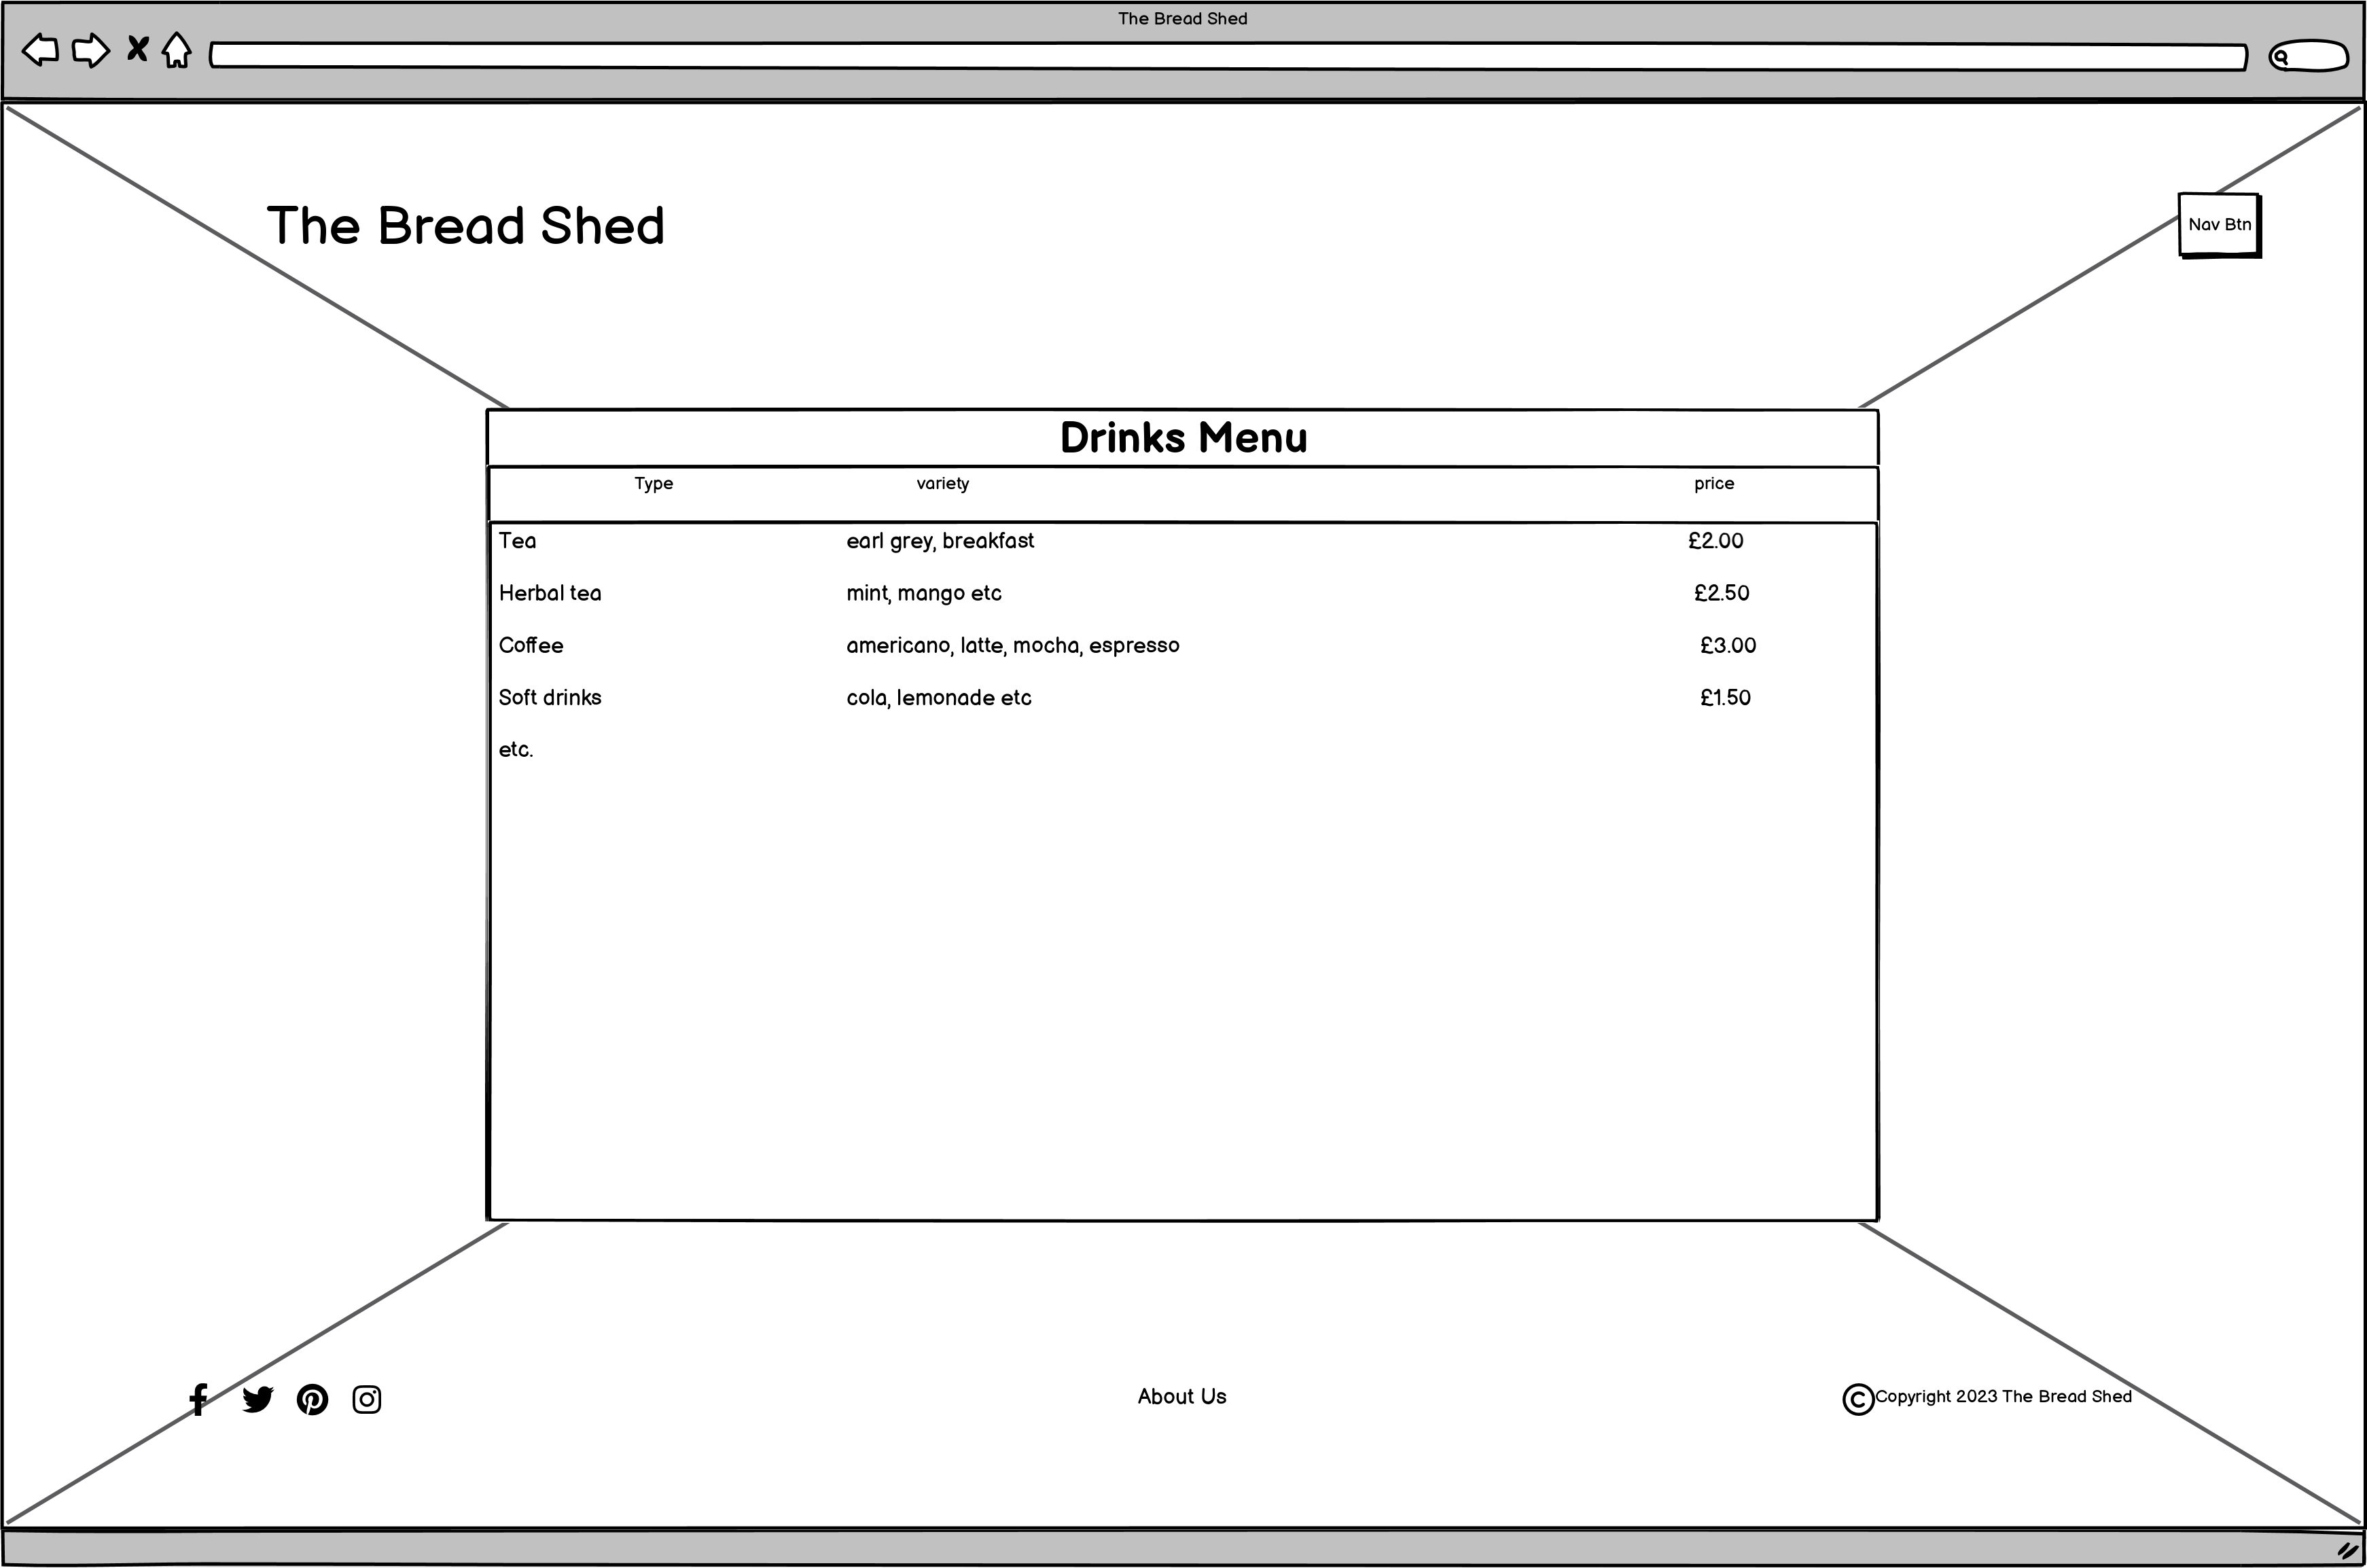 The Bread Shed
The Bread Shed
Nav Btn
Drinks Menu
Type variety price
Tea earl grey, breakfast £2.00
Herbal tea mint, mango etc £2.50
Coffee americano, latte, mocha, espresso £3.00
Soft drinks cola, lemonade etc £1.50
etc.
About Us
© Copyright 2023 The Bread Shed